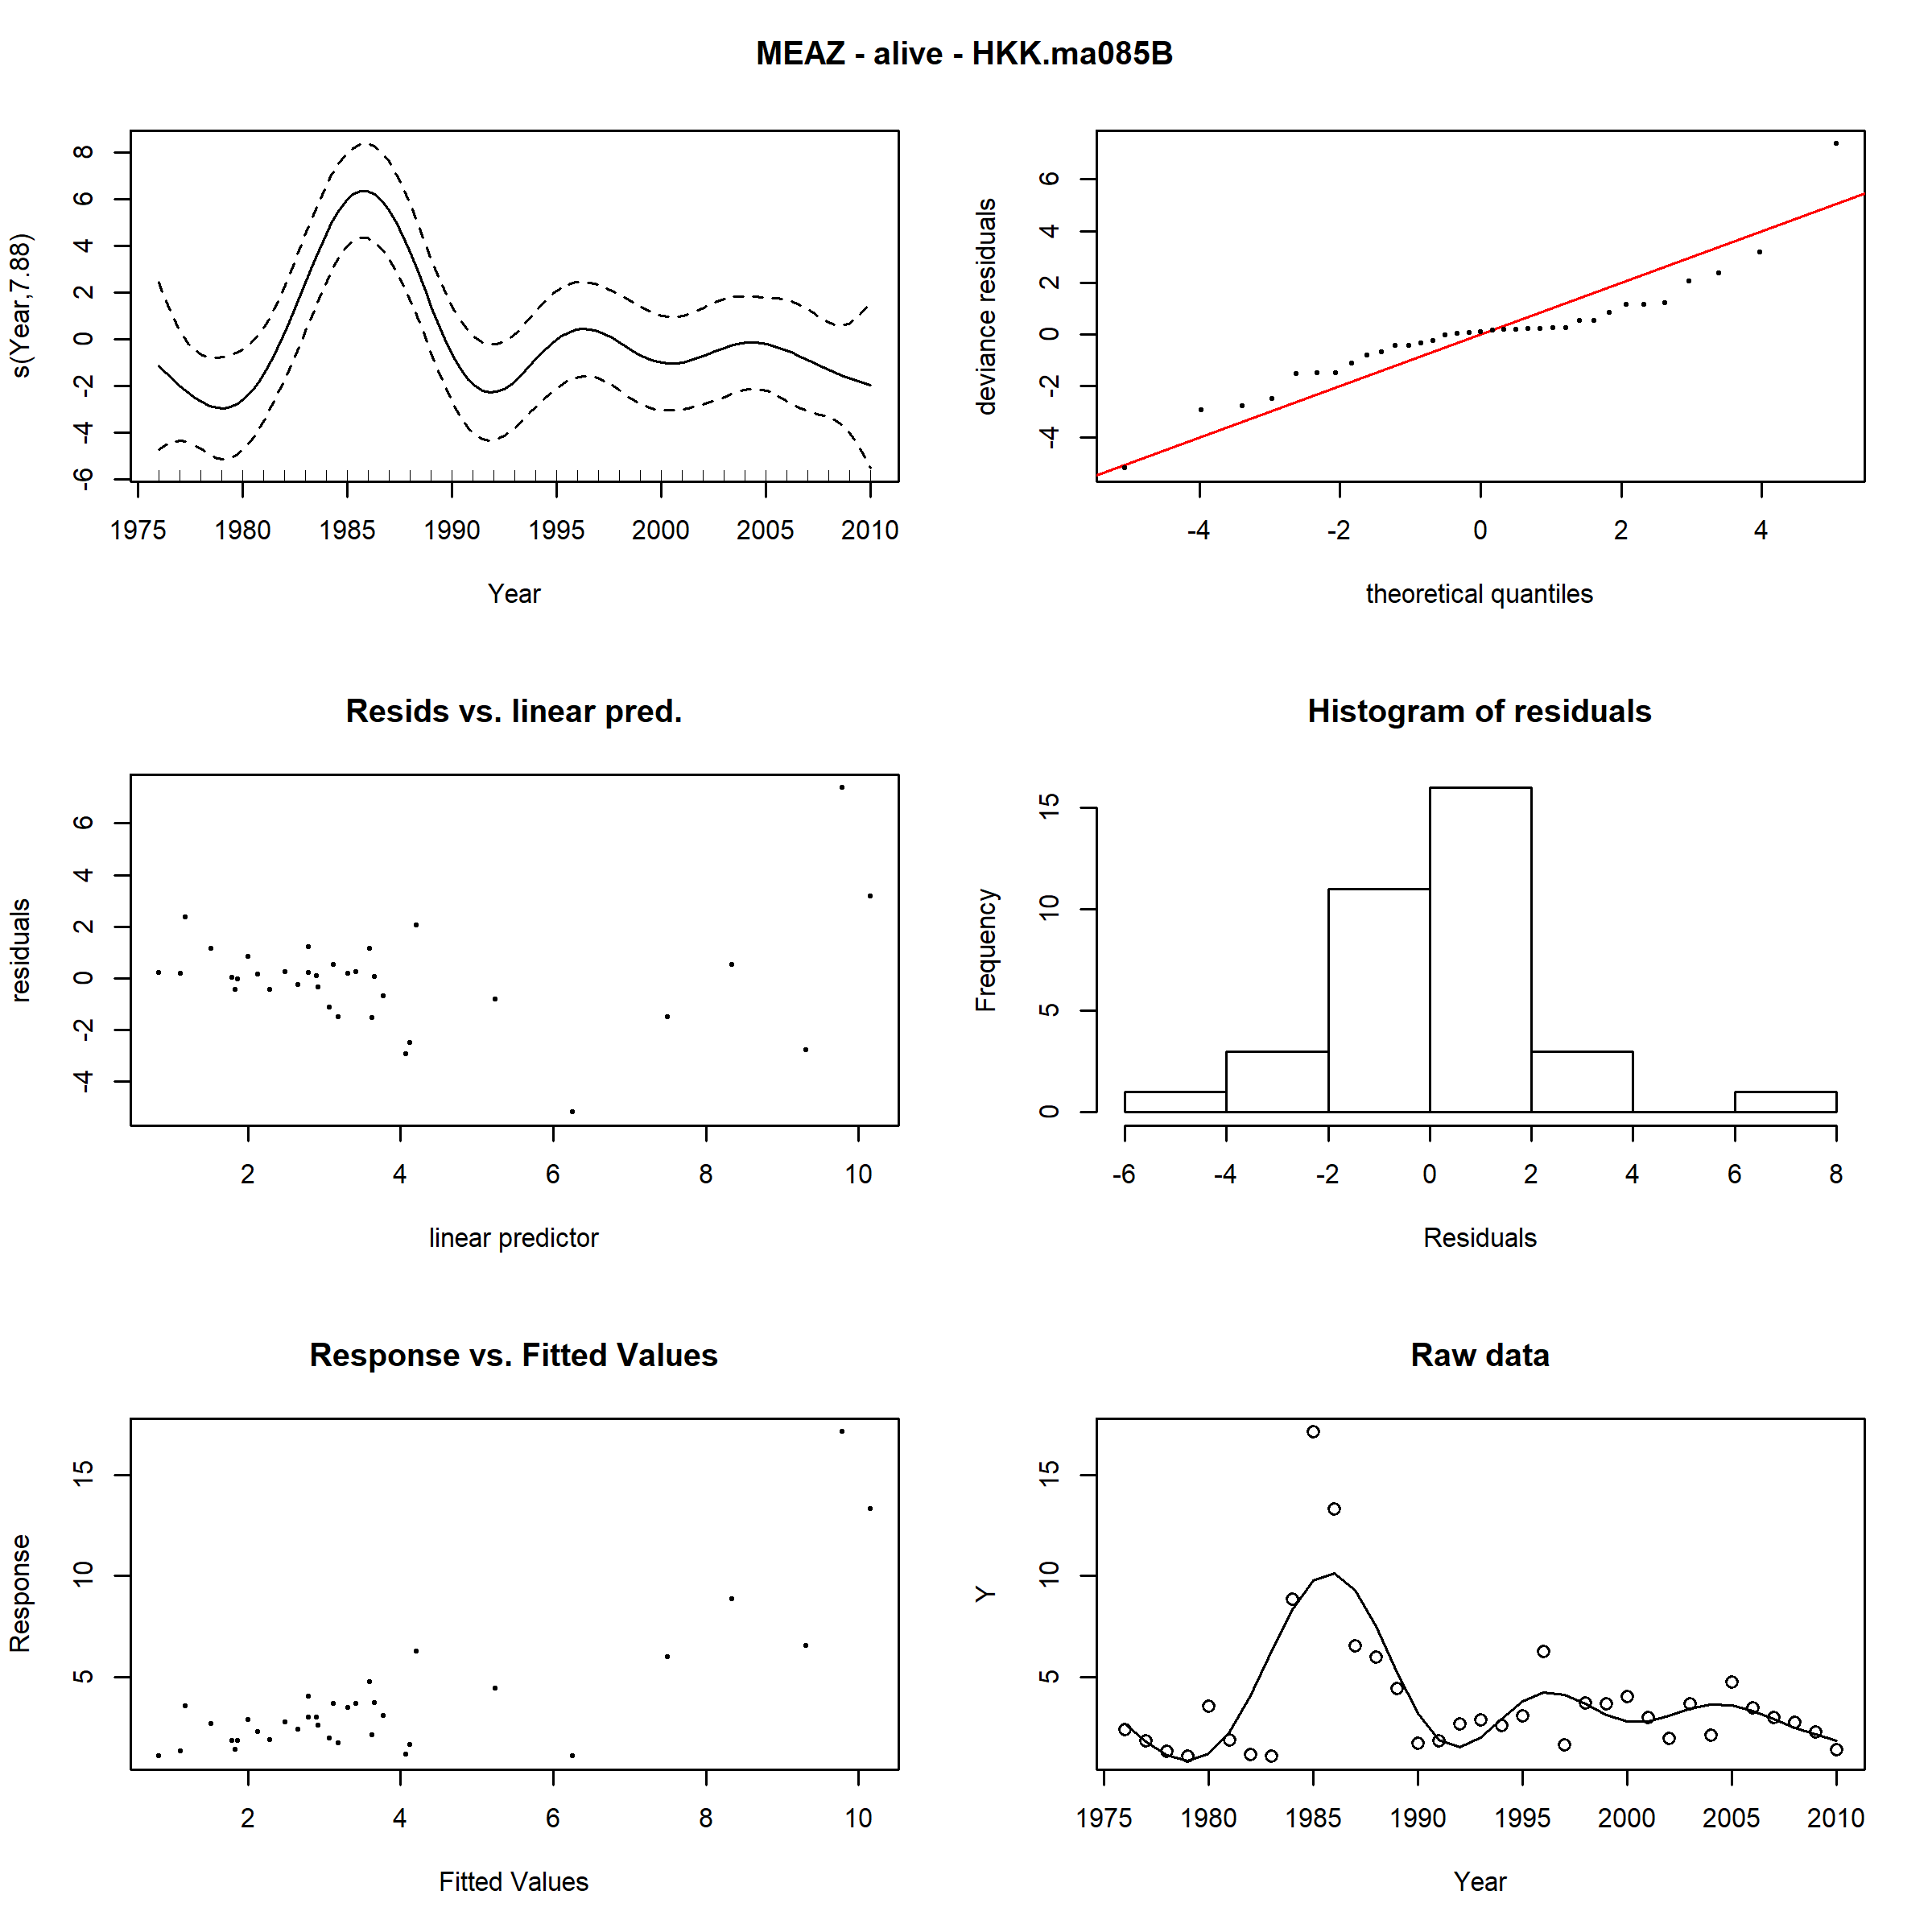 MEAZ - alive - HKK.ma085B
s(Year,7.88)
8
6
4
2
0
-2
-4
-6
1975 1980 1985 1990 1995 2000 2005 2010
Year
deviance residuals
6
4
2
0
-2
-4
-4 -2 0 2 4
theoretical quantiles
Resids vs. linear pred.
residuals
6
4
2
0
-2
-4
2 4 6 8 10
linear predictor
Histogram of residuals
Frequency
15
10
5
0
-6 -4 -2 0 2 4 6 8
Residuals
Response vs. Fitted Values
Response
15
10
5
2 4 6 8 10
Fitted Values
Raw data
Y
15
10
5
1975 1980 1985 1990 1995 2000 2005 2010
Year